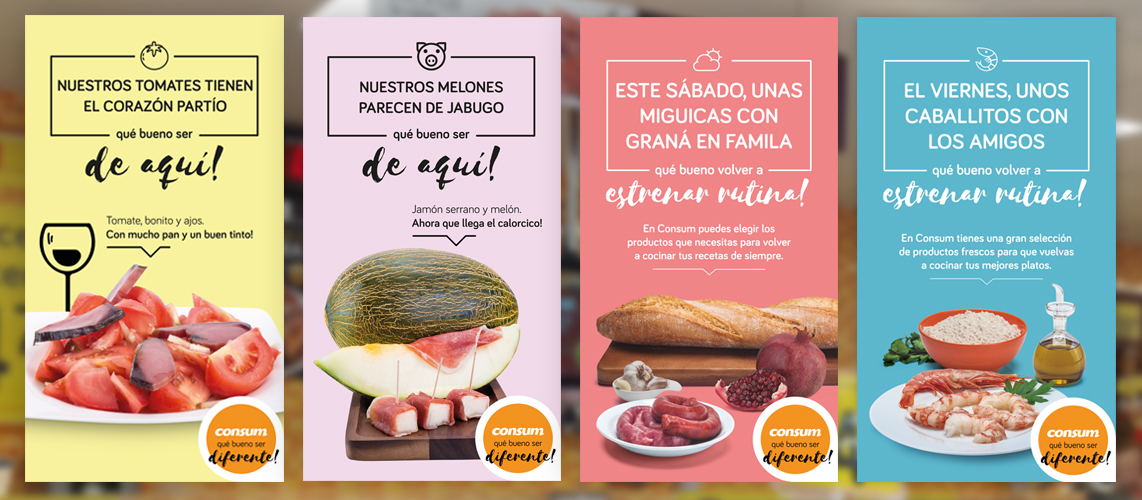 NUESTROS TOMATES TIENEN
EL CORAZÓN PARTÍO
qué bueno ser
de aquí!
Tomate, bonito y ajos.
Con mucho pan y un buen tinto!
consum
qué bueno ser
diferente!
NUESTROS MELONES
PARECEN DE JABUGO
qué bueno ser
de aquí!
Jamón serrano y melón.
Ahora que llega el calorcico!
consum
qué bueno ser
diferente!
ESTE SÁBADO, UNAS
MIGUICAS CON
GRANÁ EN FAMILA
qué bueno volver a
estrenar rutina!
En Consum puedes elegir los
productos que necesitas para volver
a cocinar tus recetas de siempre.
consum
qué bueno ser
diferente!
EL VIERNES, UNOS
CABALLITOS CON
LOS AMIGOS
qué bueno volver a
estrenar rutina!
En Consum tienes una gran selección
de productos frescos para que vuelvas
a cocinar tus mejores platos.
consum
qué bueno ser
diferente!